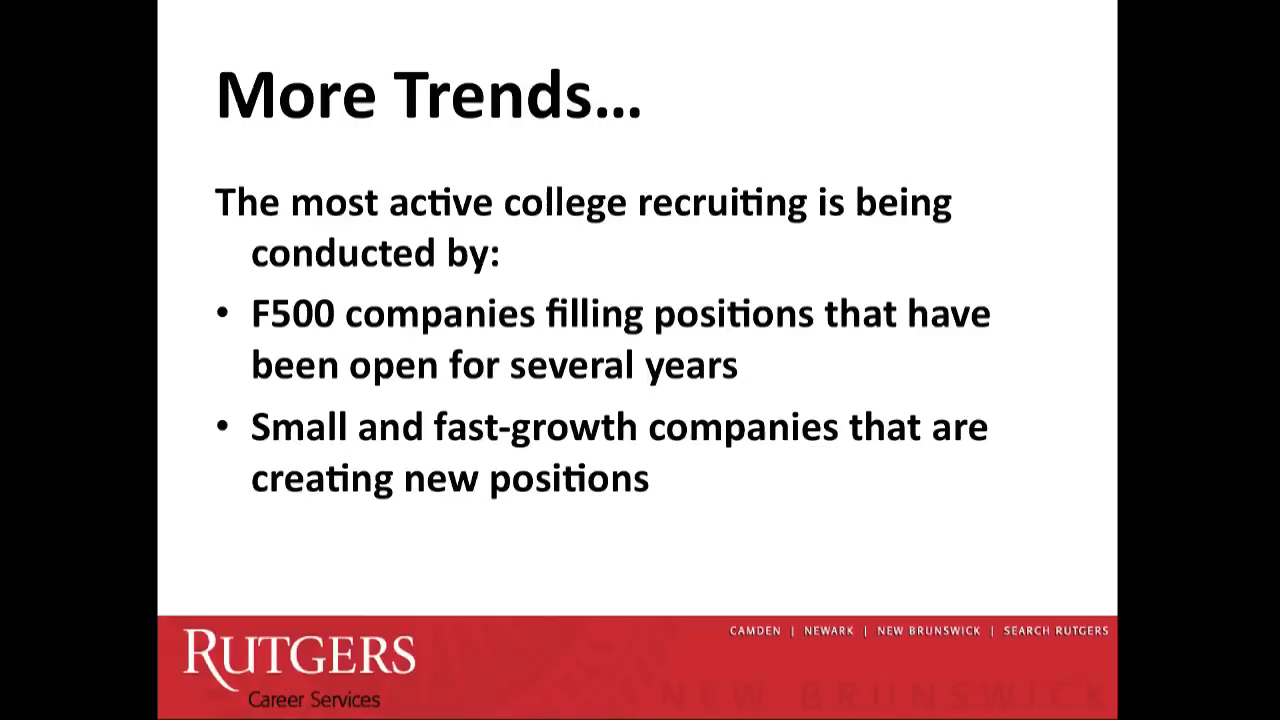 More Trends...
The most active college recruiting is being
conducted by:
• F500 companies filling positions that have
been open for several years
• Small and fast-growth companies that are
creating new positions
CAMDEN | NEWARK | NEW BRUNSWICK | SEARCH RUTGERS
RUTGERS
Career Services
NEW BRUNSWICK